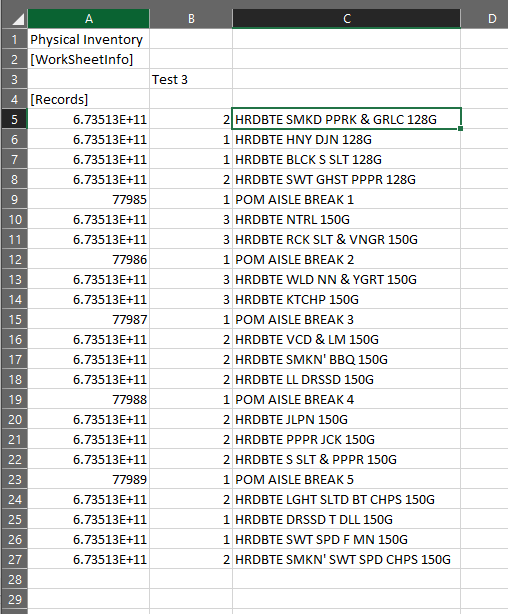 A B C D
1 Physical Inventory
2 [WorkSheetInfo]
3 Test 3
4 [Records]
5 6.73513E+11 2 HRDBTE SMKD PPRK & GRLC 128G
6 6.73513E+11 1 HRDBTE HNY DJN 128G
7 6.73513E+11 1 HRDBTE BLCK S SLT 128G
8 6.73513E+11 2 HRDBTE SWT GHST PPPR 128G
9 77985 1 POM AISLE BREAK 1
10 6.73513E+11 3 HRDBTE NTRL 150G
11 6.73513E+11 3 HRDBTE RCK SLT & VNGR 150G
12 77986 1 POM AISLE BREAK 2
13 6.73513E+11 3 HRDBTE WLD NN & YGRT 150G
14 6.73513E+11 3 HRDBTE KTCHP 150G
15 77987 1 POM AISLE BREAK 3
16 6.73513E+11 2 HRDBTE VCD & LM 150G
17 6.73513E+11 2 HRDBTE SMKN' BBQ 150G
18 6.73513E+11 2 HRDBTE LL DRSSD 150G
19 77988 1 POM AISLE BREAK 4
20 6.73513E+11 2 HRDBTE JLPN 150G
21 6.73513E+11 2 HRDBTE PPPR JCK 150G
22 6.73513E+11 2 HRDBTE S SLT & PPPR 150G
23 77989 1 POM AISLE BREAK 5
24 6.73513E+11 2 HRDBTE LGHT SLTD BT CHPS 150G
25 6.73513E+11 1 HRDBTE DRSSD T DLL 150G
26 6.73513E+11 1 HRDBTE SWT SPD F MN 150G
27 6.73513E+11 2 HRDBTE SMKN' SWT SPD CHPS 150G
28
29